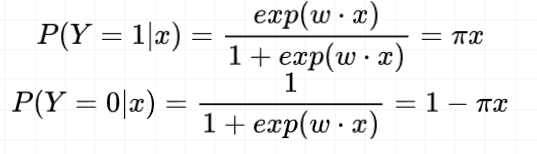 P(Y = 1|x) = exp(w · x) / 1 + exp(w · x) = πx
P(Y = 0|x) = 1 / 1 + exp(w · x) = 1 − πx